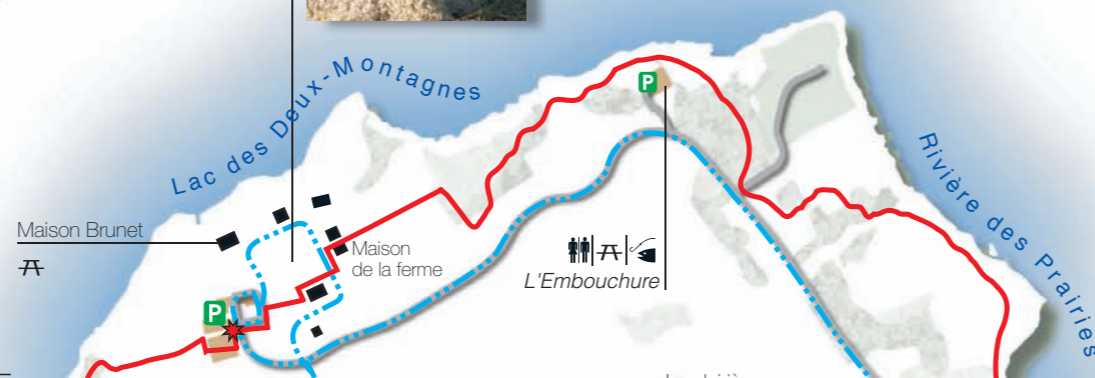 Lac des Deux-Montagnes
P
Rivière des Prairies
Maison Brunet
Maison
de la ferme
L'Embouchure
P